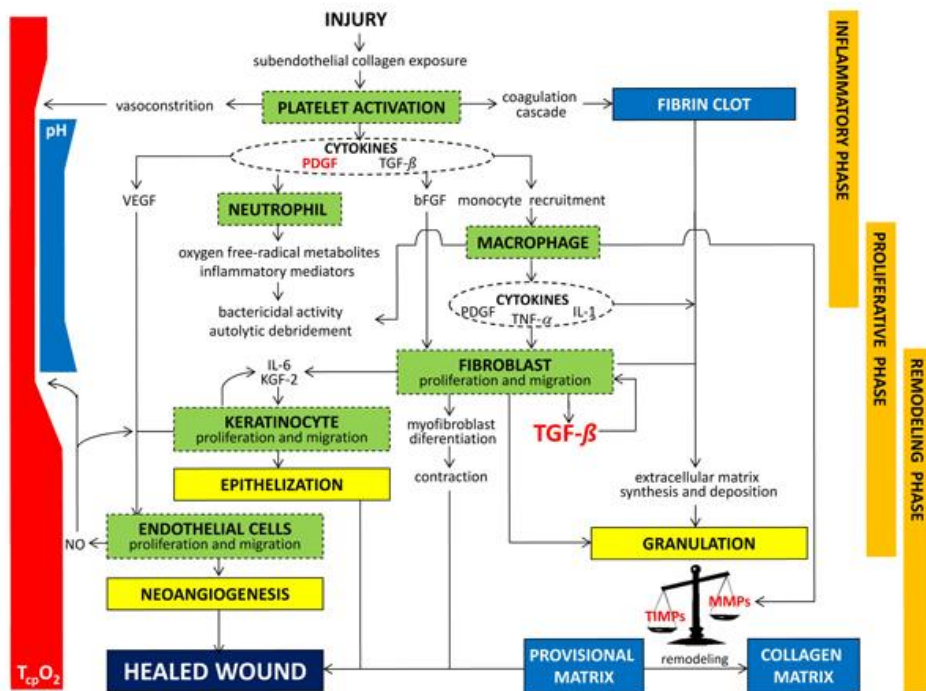 INJURY
subendothelial collagen exposure
vasoconstrition
PLATELET ACTIVATION
coagulation
cascade
FIBRIN CLOT
pH
CYTOKINES
PDGF TGF-ß
VEGF
NEUTROPHIL
bFGF
monocyte recruitment
MACROPHAGE
oxygen free-radical metabolites
inflammatory mediators
bactericidal activity
autolytic debridement
CYTOKINES
PDGF TNF-α IL-1
IL-6
KGF-2
FIBROBLAST
proliferation and migration
KERATINOCYTE
proliferation and migration
myofibroblast
diferentiation
TGF-ß
contraction
extracellular matrix
synthesis and deposition
EPITHELIZATION
ENDOTHELIAL CELLS
proliferation and migration
NO
GRANULATION
NEOANGIOGENESIS
TIMPs
MMPs
HEALED WOUND
PROVISIONAL
MATRIX
remodeling
COLLAGEN
MATRIX
TcpO2
INFLAMMATORY PHASE
PROLIFERATIVE PHASE
REMODELING PHASE